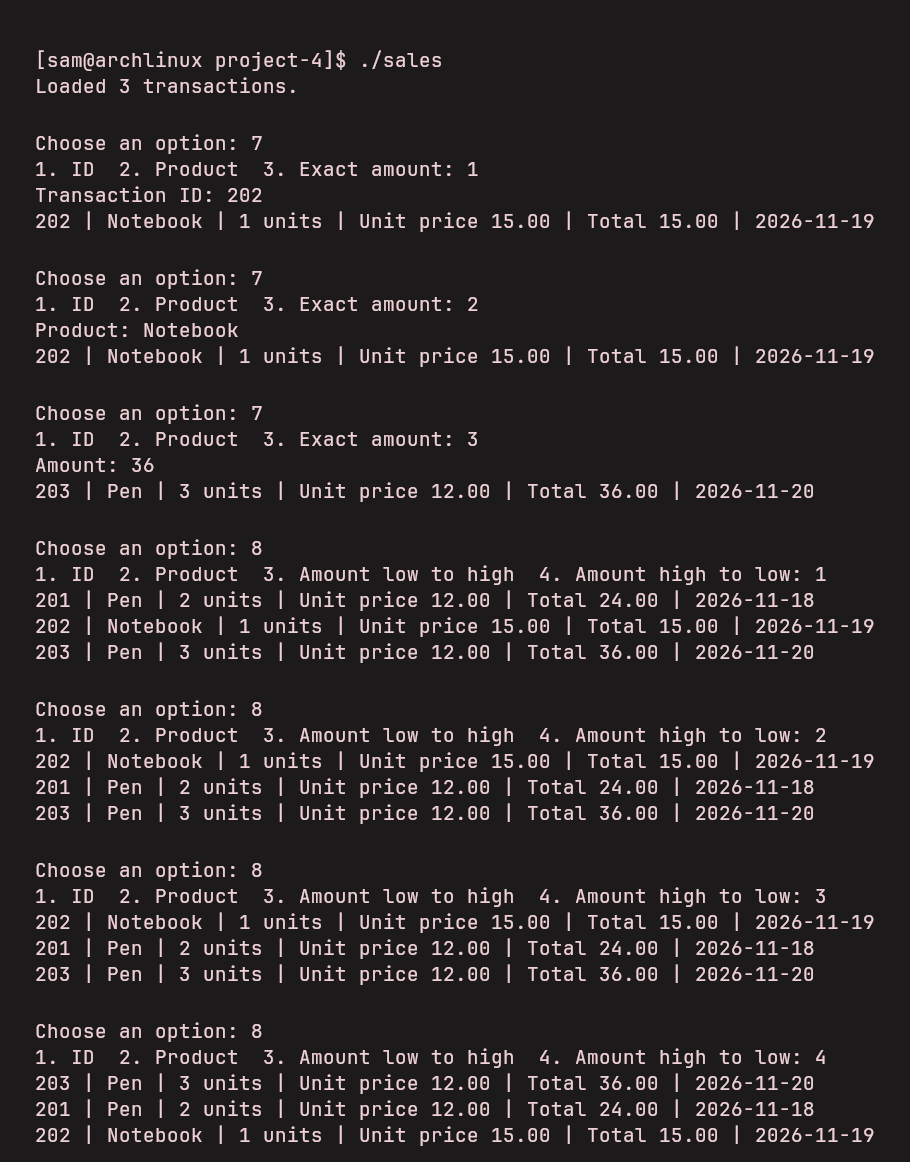 [sam@archlinux project-4]$ ./sales
Loaded 3 transactions.
Choose an option: 7
1. ID  2. Product  3. Exact amount: 1
Transaction ID: 202
202 | Notebook | 1 units | Unit price 15.00 | Total 15.00 | 2026-11-19
Choose an option: 7
1. ID  2. Product  3. Exact amount: 2
Product: Notebook
202 | Notebook | 1 units | Unit price 15.00 | Total 15.00 | 2026-11-19
Choose an option: 7
1. ID  2. Product  3. Exact amount: 3
Amount: 36
203 | Pen | 3 units | Unit price 12.00 | Total 36.00 | 2026-11-20
Choose an option: 8
1. ID  2. Product  3. Amount low to high  4. Amount high to low: 1
201 | Pen | 2 units | Unit price 12.00 | Total 24.00 | 2026-11-18
202 | Notebook | 1 units | Unit price 15.00 | Total 15.00 | 2026-11-19
203 | Pen | 3 units | Unit price 12.00 | Total 36.00 | 2026-11-20
Choose an option: 8
1. ID  2. Product  3. Amount low to high  4. Amount high to low: 2
202 | Notebook | 1 units | Unit price 15.00 | Total 15.00 | 2026-11-19
201 | Pen | 2 units | Unit price 12.00 | Total 24.00 | 2026-11-18
203 | Pen | 3 units | Unit price 12.00 | Total 36.00 | 2026-11-20
Choose an option: 8
1. ID  2. Product  3. Amount low to high  4. Amount high to low: 3
202 | Notebook | 1 units | Unit price 15.00 | Total 15.00 | 2026-11-19
201 | Pen | 2 units | Unit price 12.00 | Total 24.00 | 2026-11-18
203 | Pen | 3 units | Unit price 12.00 | Total 36.00 | 2026-11-20
Choose an option: 8
1. ID  2. Product  3. Amount low to high  4. Amount high to low: 4
203 | Pen | 3 units | Unit price 12.00 | Total 36.00 | 2026-11-20
201 | Pen | 2 units | Unit price 12.00 | Total 24.00 | 2026-11-18
202 | Notebook | 1 units | Unit price 15.00 | Total 15.00 | 2026-11-19